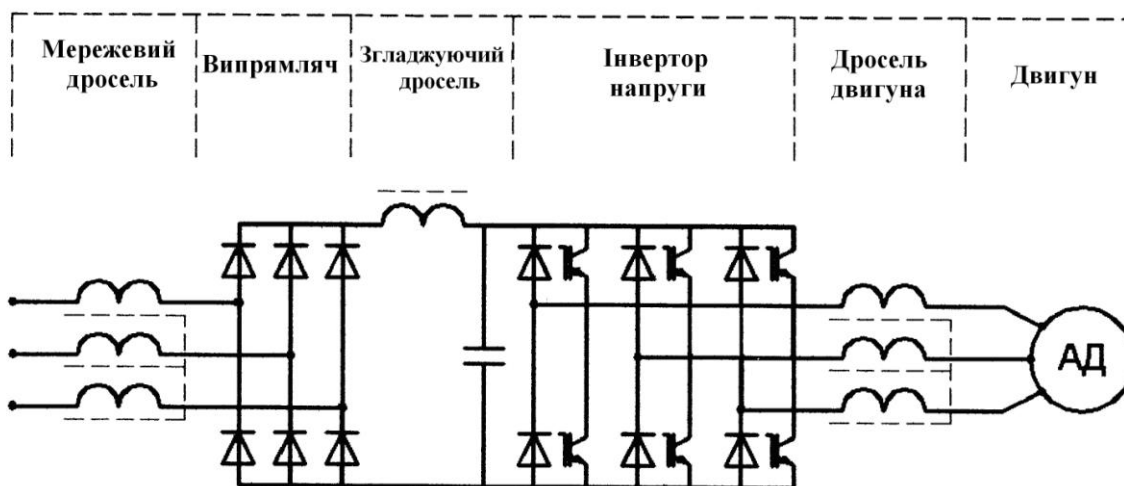 Мережевий
дросель
Випрямляч
Згладжуючий
дросель
Інвертор
напруги
Дросель
двигуна
Двигун
АД